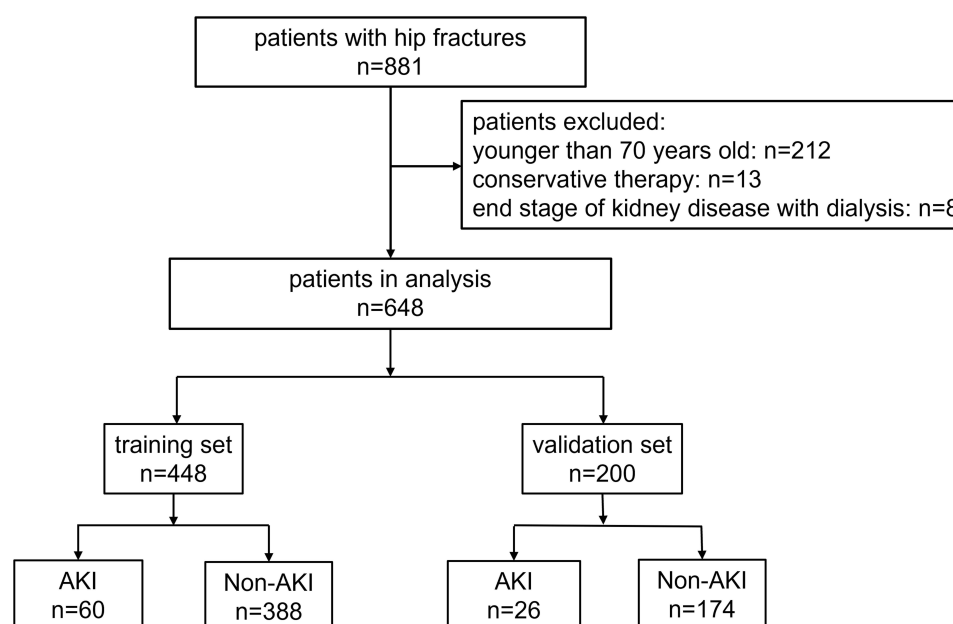 patients with hip fractures
n=881
patients excluded:
younger than 70 years old: n=212
conservative therapy: n=13
end stage of kidney disease with dialysis: n=8
patients in analysis
n=648
training set
n=448
validation set
n=200
AKI
n=60
Non-AKI
n=388
AKI
n=26
Non-AKI
n=174